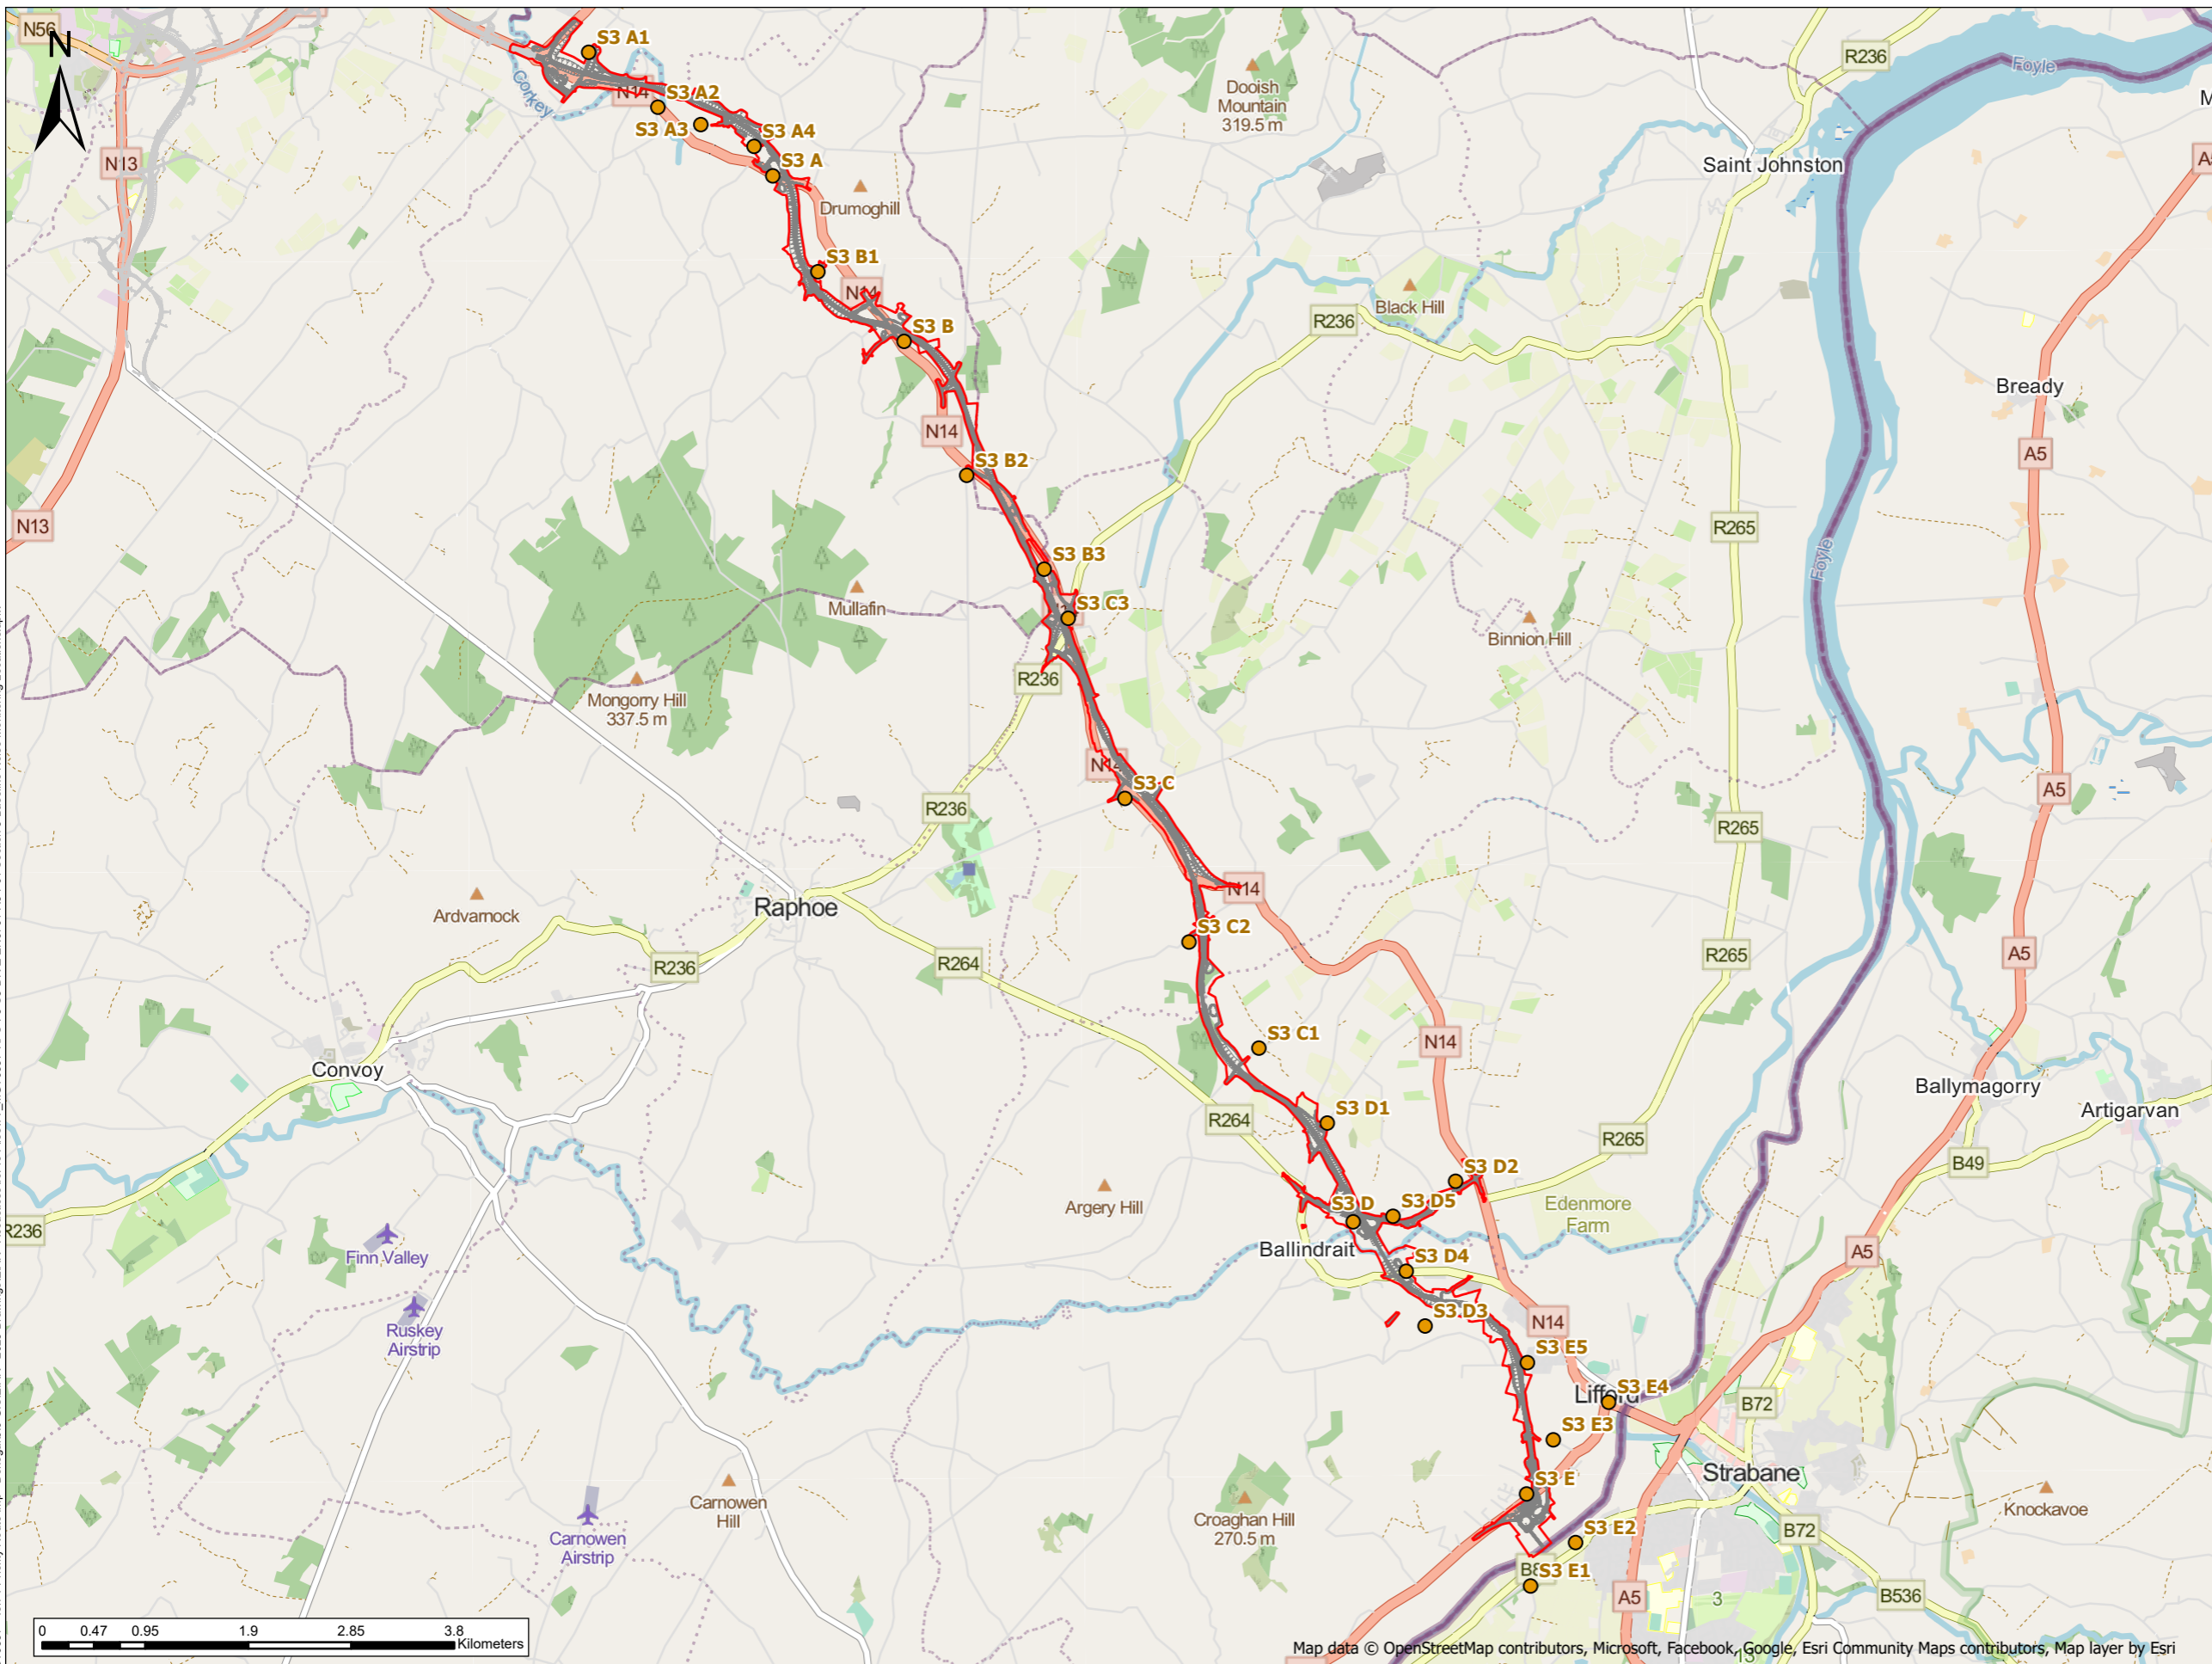 N56
N
S3 A1
R236
Foyle
Corkey
N14
S3 A2
Dooish
Mountain
319.5 m
S3 A3
S3 A4
S3 A
N13
Saint Johnston
Drumoghill
S3 B1
N14
Black Hill
R236
S3 B
Bready
N14
A5
S3 B2
N13
R265
Foyle
S3 B3
Mullafin
S3 C3
Binnion Hill
R236
Mongorry Hill
337.5 m
N14
S3 C
A5
R236
R265
N14
Ardvarnock
Raphoe
S3 C2
R236
R264
R265
A5
S3 C1
N14
Convoy
Ballymagorry
Artigarvan
R264
S3 D1
R265
B49
S3 D2
Argery Hill
S3 D
S3 D5
Edenmore
Farm
R236
Finn Valley
Ballindrait
A5
S3 D4
Ruskey
Airstrip
S3 D3
N14
S3 E5
Lifford
S3 E4
B72
S3 E3
Strabane
S3 E
Carnowen
Hill
Croaghan Hill
270.5 m
Knockavoe
Carnowen
Airstrip
S3 E2
B72
S3 E1
A5
3
B536
0 0.47 0.95 1.9 2.85 3.8
Kilometers
Map data © OpenStreetMap contributors, Microsoft, Facebook, Google, Esri Community Maps contributors, Map layer by Esri
13